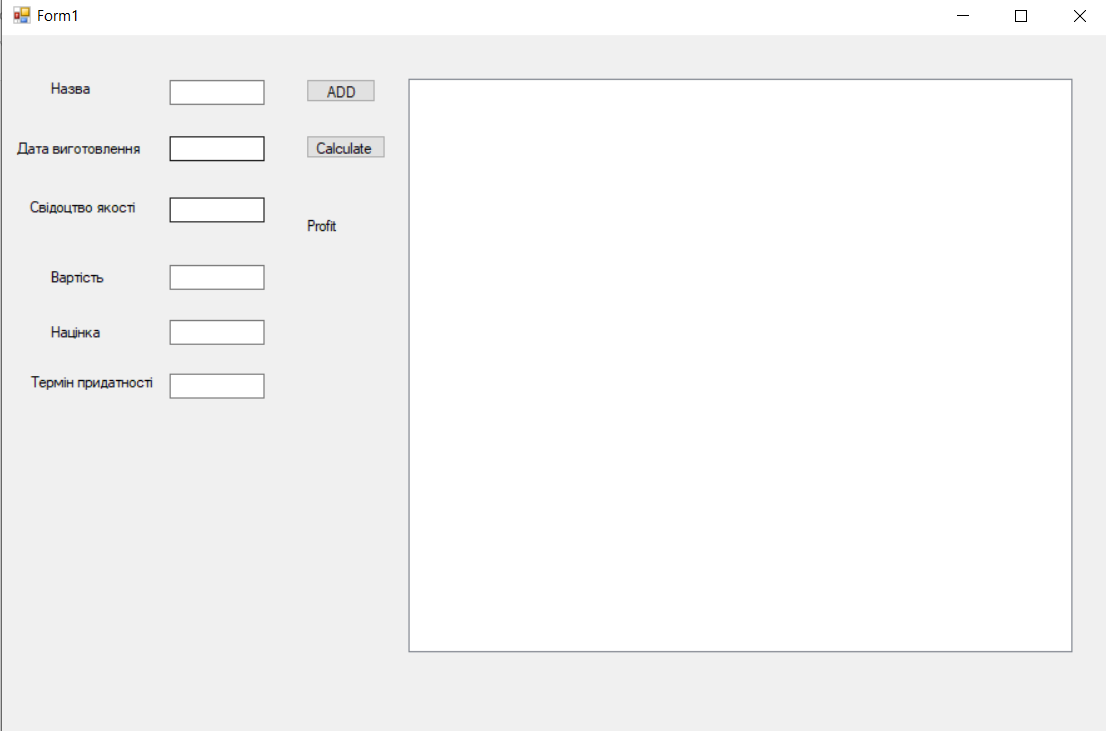 Form1
Назва
ADD
Дата виготовлення
Calculate
Свідоцтво якості
Profit
Вартість
Націнка
Термін придатності